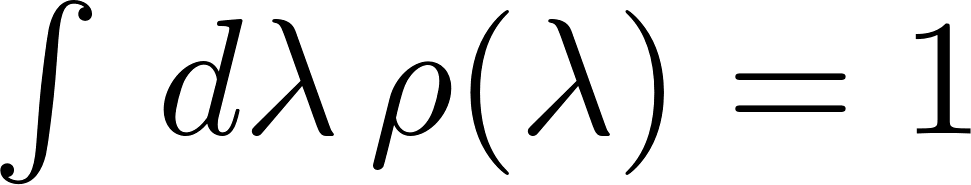 ∫ dλ ρ(λ) = 1